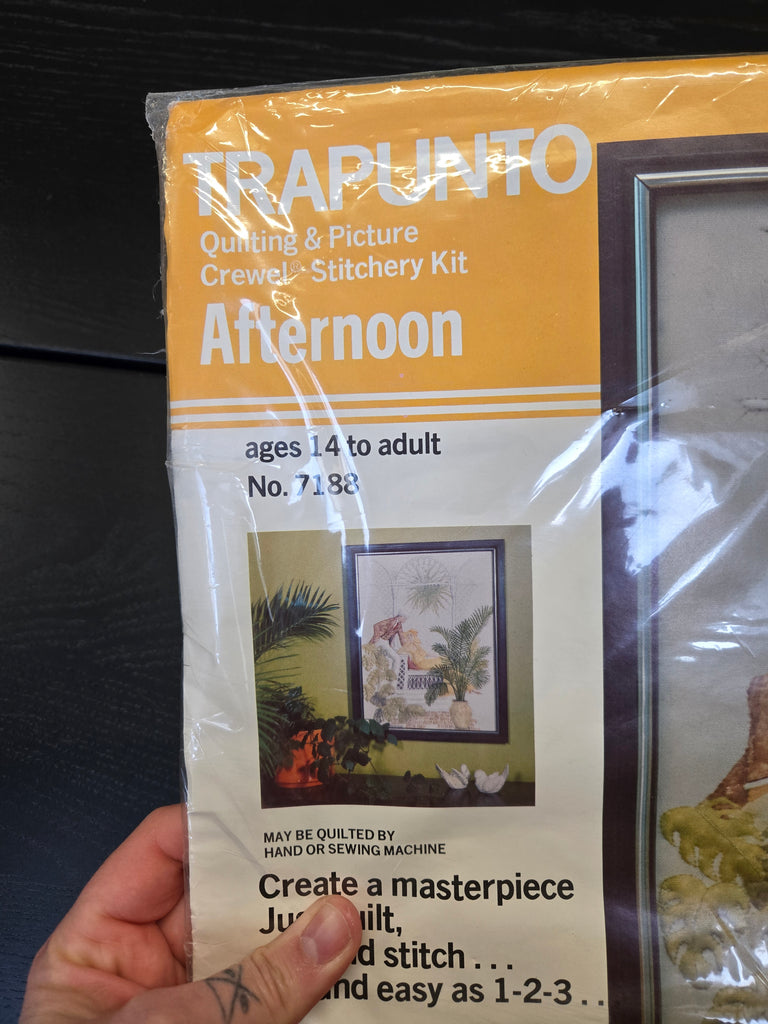 TRAPUNTO
Quilting & Picture
Crewel® Stitchery Kit
Afternoon
ages 14 to adult
No. 7188
MAY BE QUILTED BY
HAND OR SEWING MACHINE
Create a masterpiece
stitch . . .
and easy as 1-2-3 . .